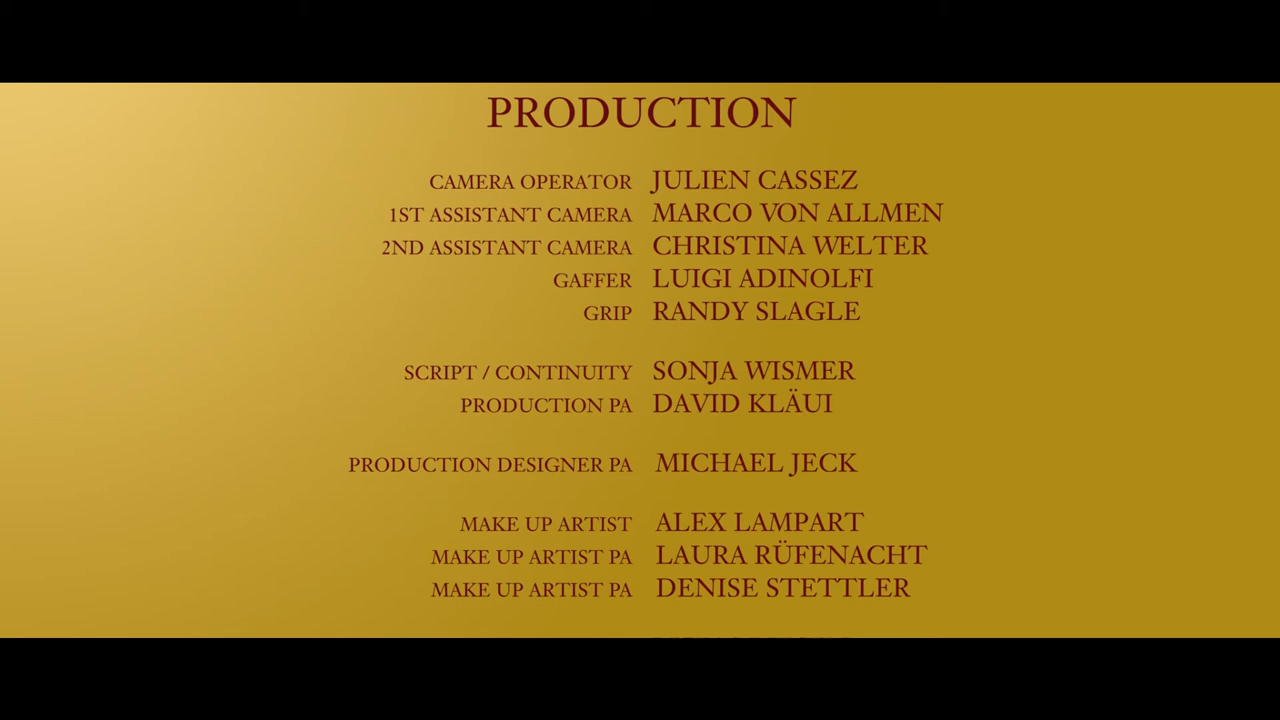 PRODUCTION
CAMERA OPERATOR JULIEN CASSEZ
1ST ASSISTANT CAMERA MARCO VON ALLMEN
2ND ASSISTANT CAMERA CHRISTINA WELTER
GAFFER LUIGI ADINOLFI
GRIP RANDY SLAGLE
SCRIPT / CONTINUITY SONJA WISMER
PRODUCTION PA DAVID KLÄUI
PRODUCTION DESIGNER PA MICHAEL JECK
MAKE UP ARTIST ALEX LAMPART
MAKE UP ARTIST PA LAURA RÜFENACHT
MAKE UP ARTIST PA DENISE STETTLER